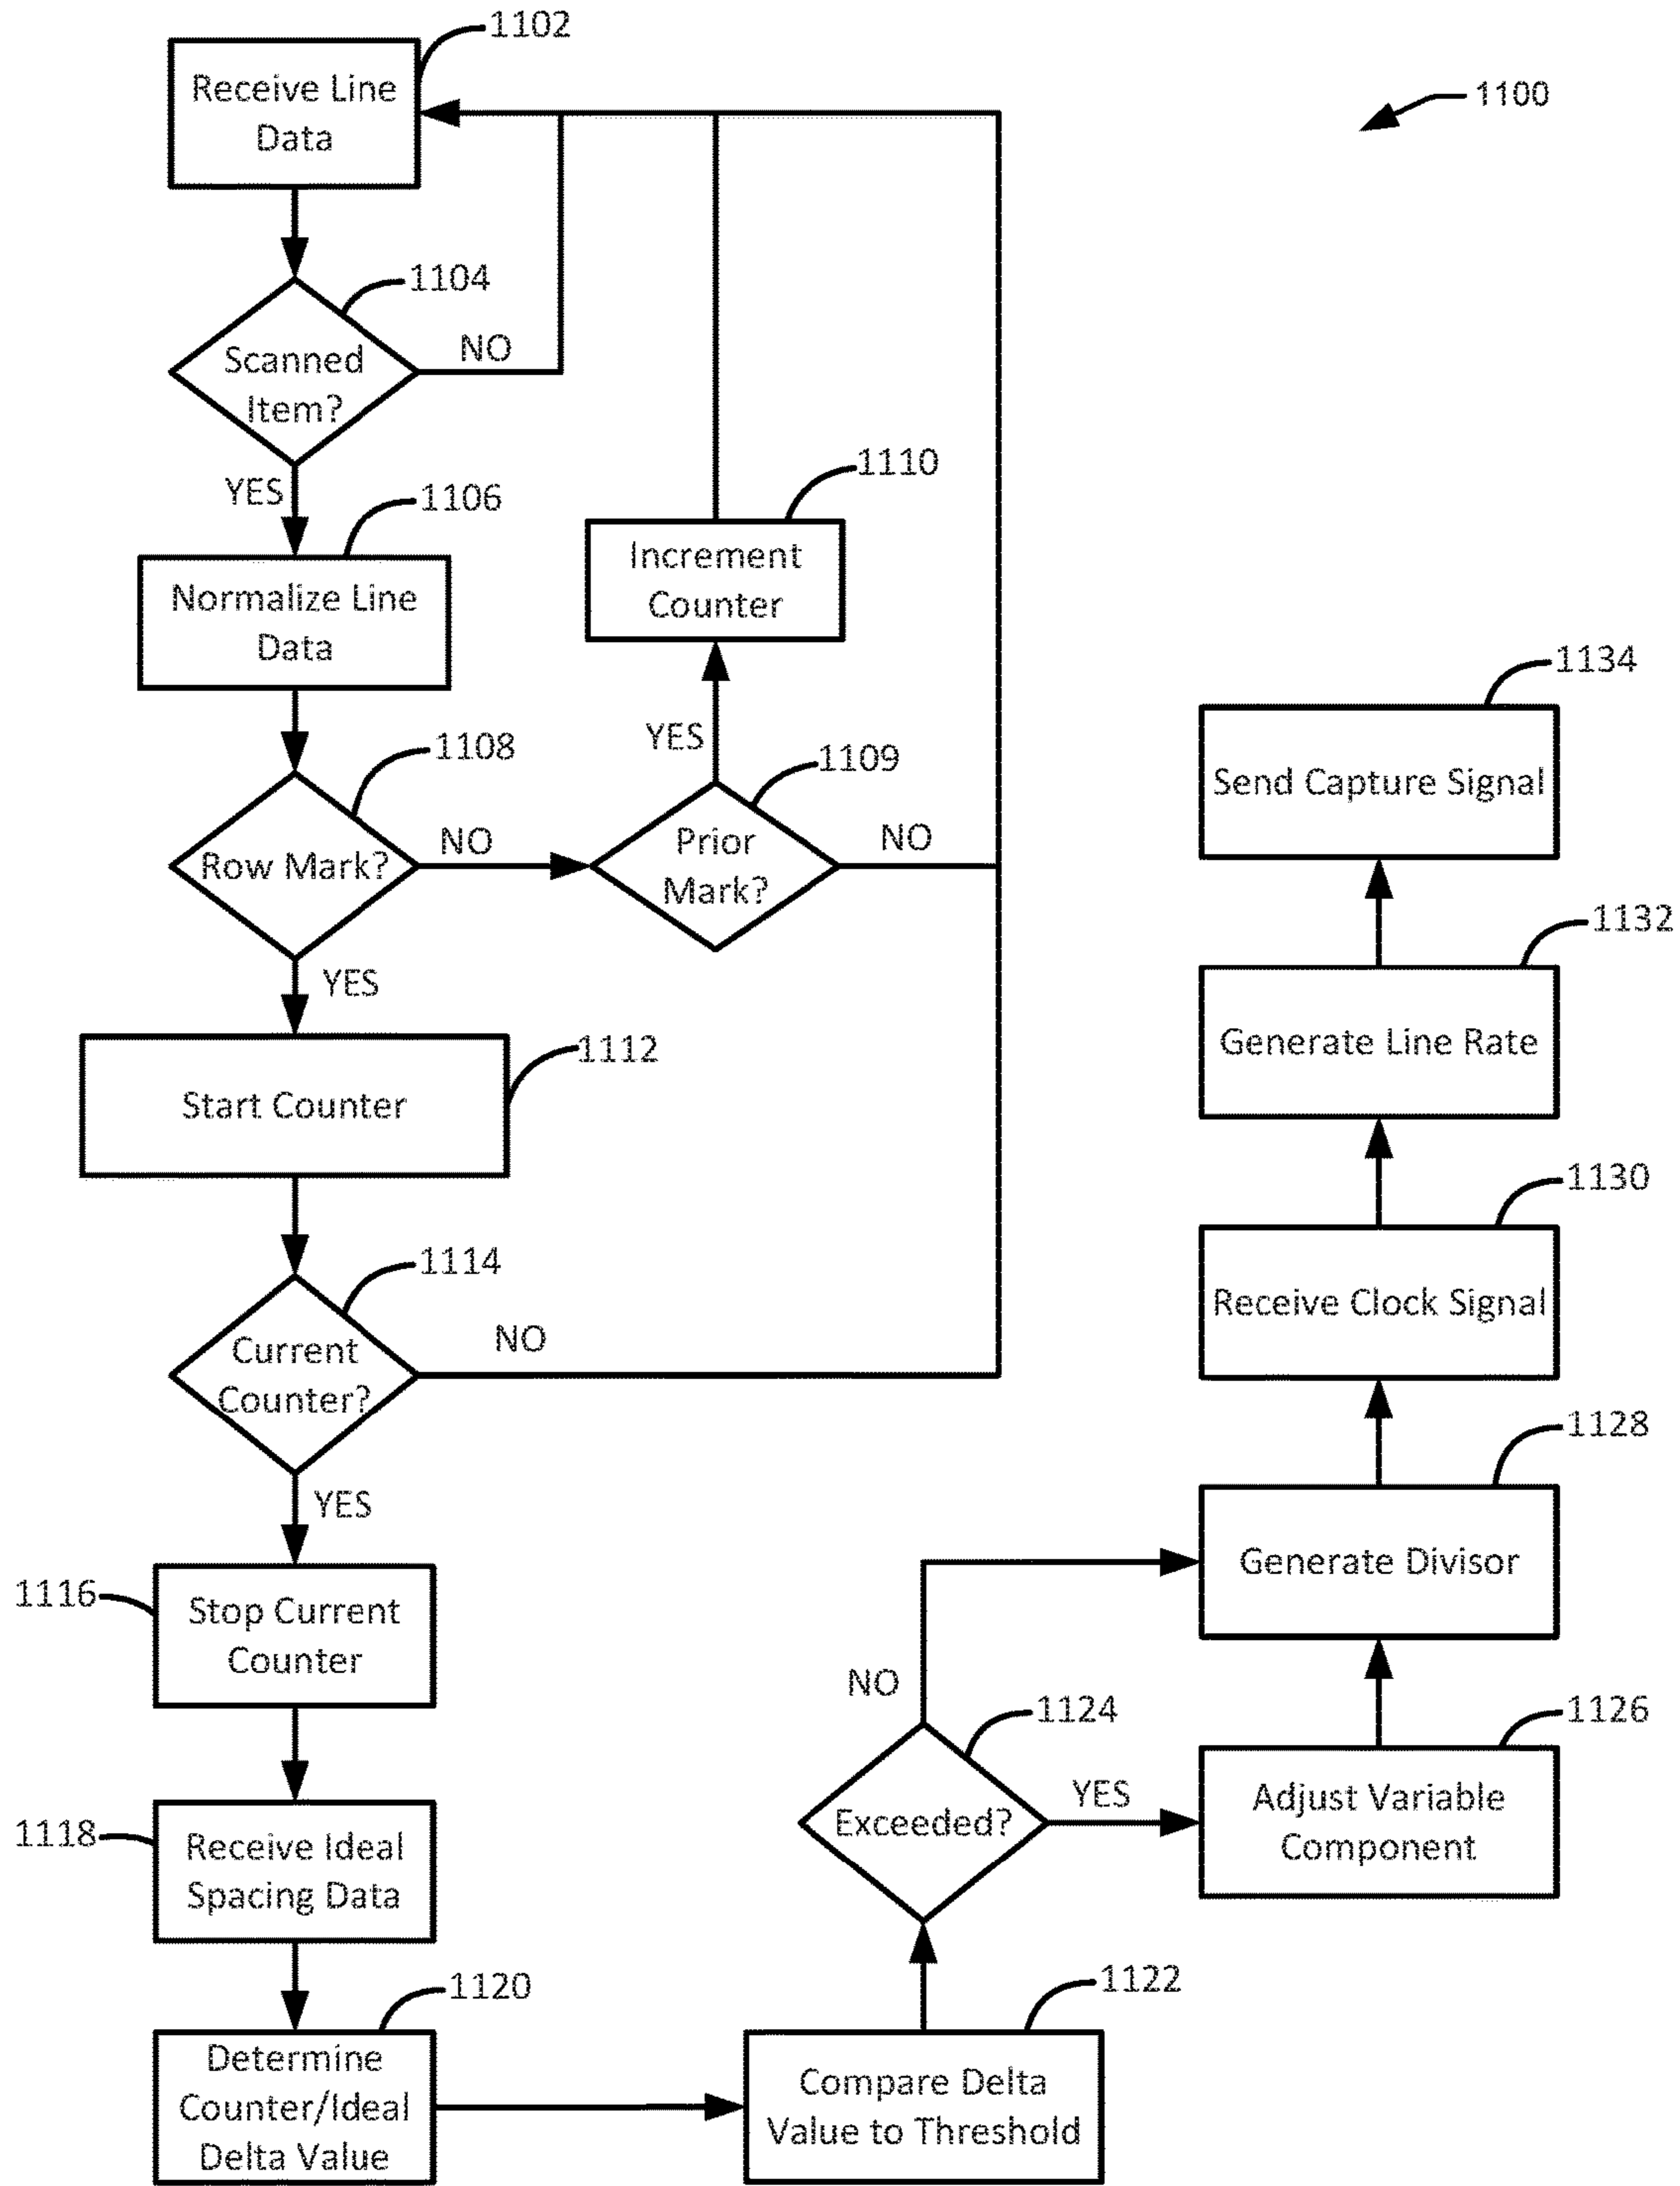 1102
Receive Line
Data
1100
1104
Scanned
Item?
NO
YES
1106
Normalize Line
Data
1110
Increment
Counter
YES
1108
Row Mark?
NO
1109
Prior
Mark?
NO
YES
1112
Start Counter
1114
Current
Counter?
NO
YES
1116
Stop Current
Counter
1118
Receive Ideal
Spacing Data
1120
Determine
Counter/Ideal
Delta Value
1122
Compare Delta
Value to Threshold
1124
Exceeded?
NO
YES
1126
Adjust Variable
Component
1128
Generate Divisor
1130
Receive Clock Signal
1132
Generate Line Rate
1134
Send Capture Signal